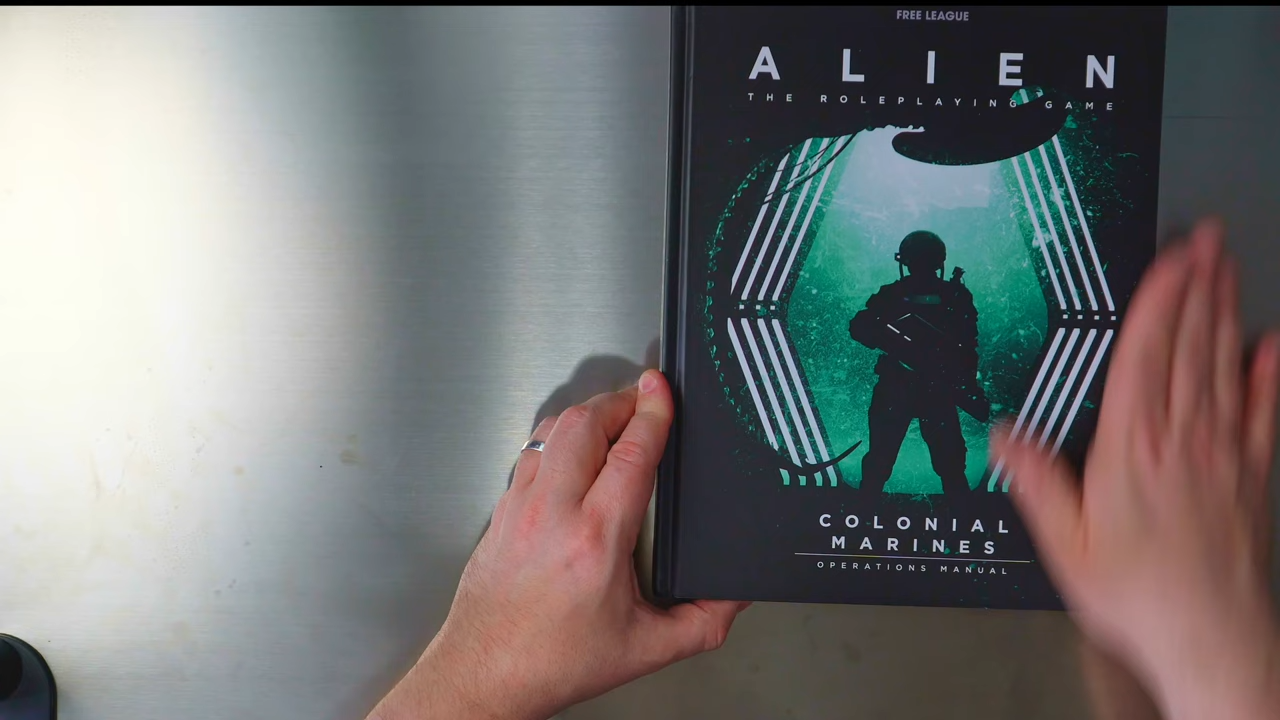 FREE LEAGUE
ALIEN
THE ROLEPLAYING GAME
COLONIAL
MARINES
OPERATIONS MANUAL